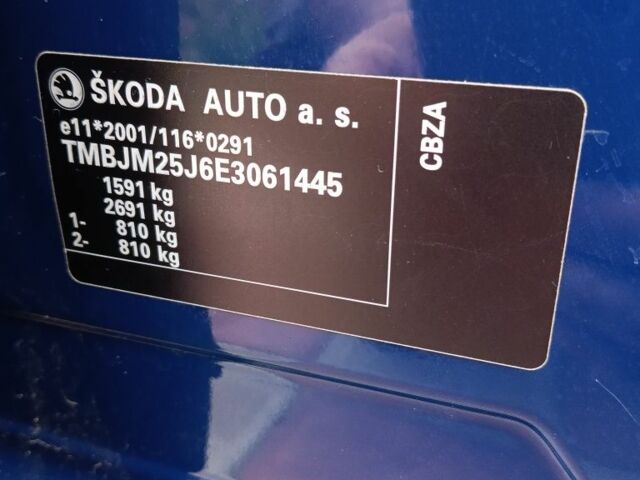 ŠKODA AUTO a. s.
e11*2001/116*0291
TMBJM25J6E3061445
1591 kg
2691 kg
1- 810 kg
2- 810 kg
CBZA